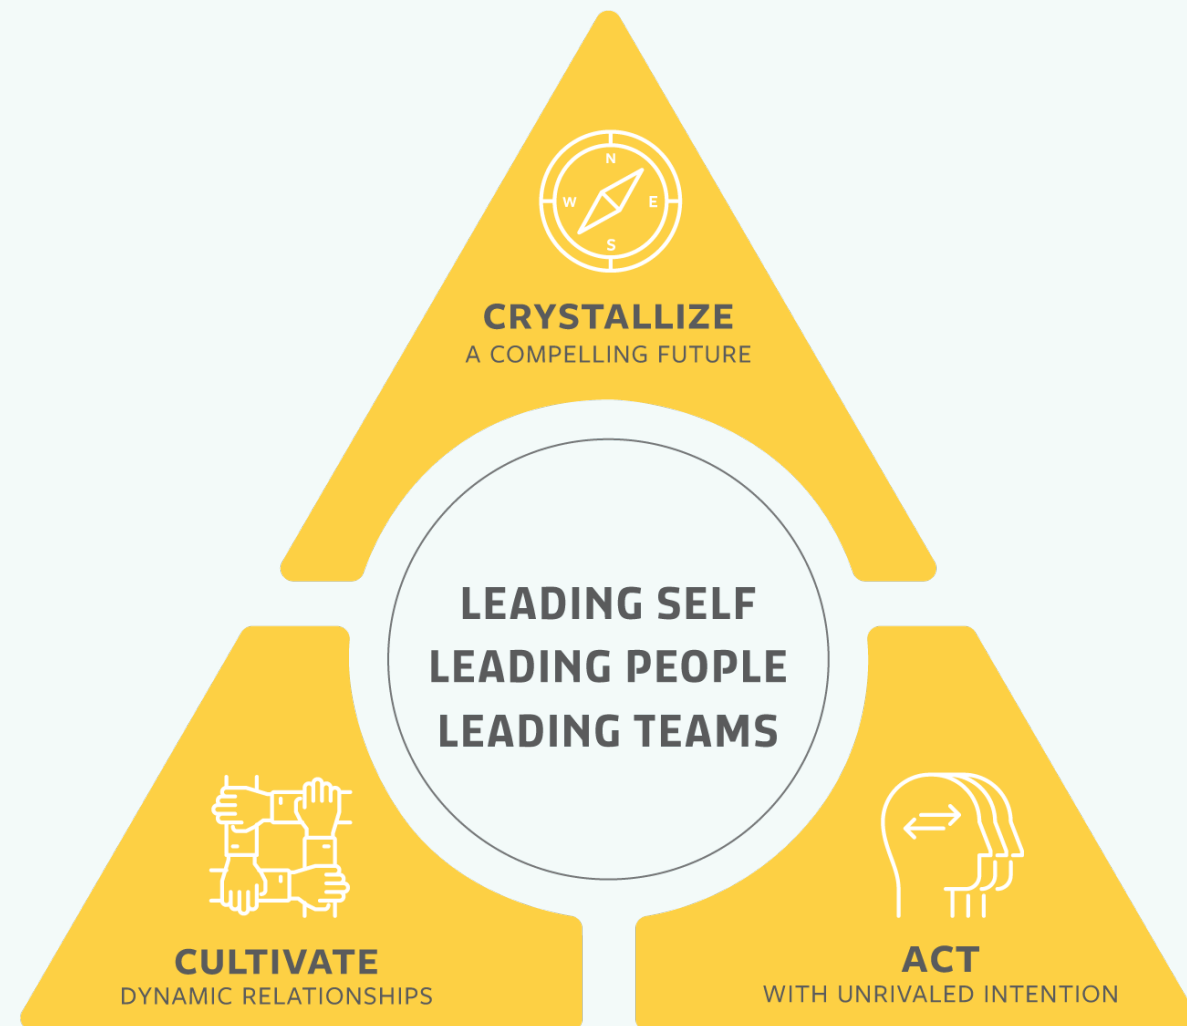 N
W E
S
CRYSTALLIZE
A COMPELLING FUTURE
LEADING SELF
LEADING PEOPLE
LEADING TEAMS
CULTIVATE
DYNAMIC RELATIONSHIPS
ACT
WITH UNRIVALED INTENTION